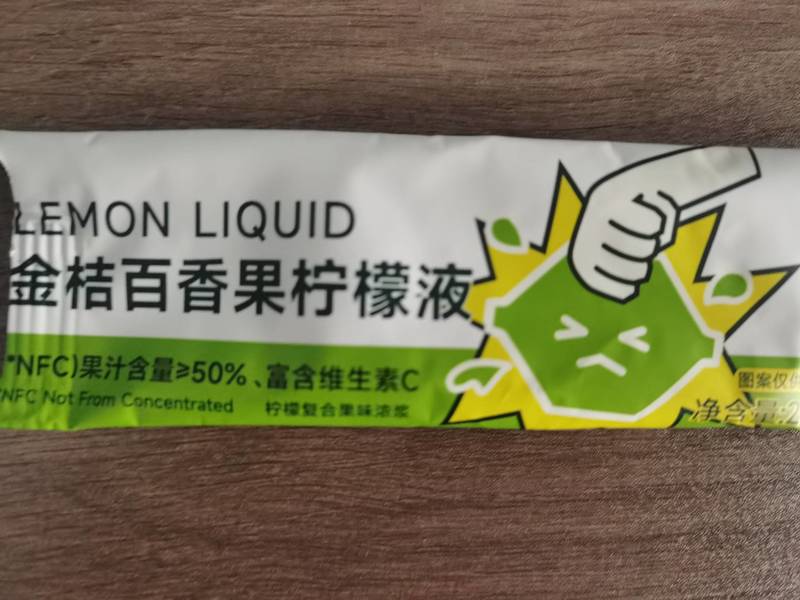 LEMON LIQUID
金桔百香果柠檬液
*NFC)果汁含量≥50%、富含维生素C
*NFC Not From Concentrated
柠檬复合果味浓浆
图案仅供
净含量:2